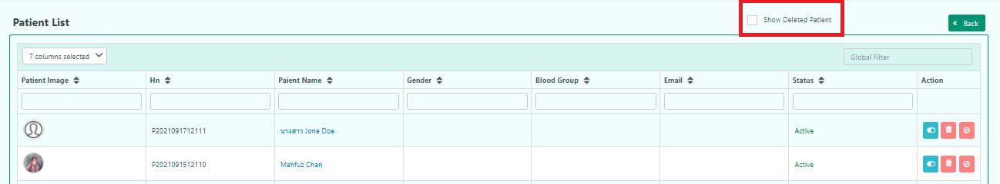 Patient List
Show Deleted Patient
« Back
7 columns selected
Global Filter
Patient Image Hn Paient Name Gender Blood Group Email Status Action
P2021091712111 นางสาว Jone Doe Active
P2021091512110 Mahfuz Chan Active